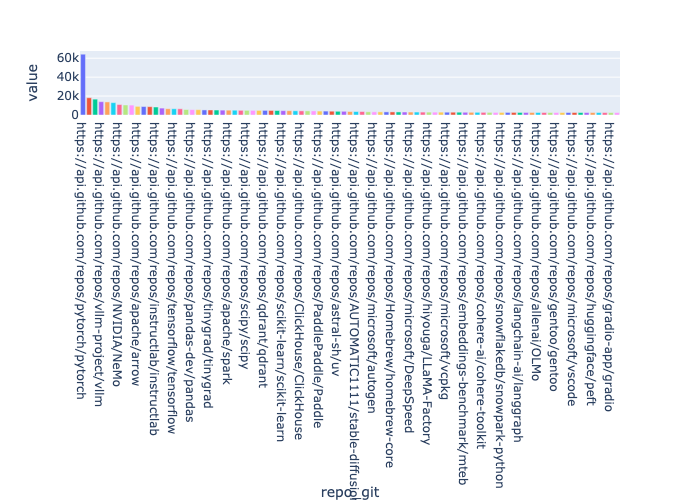 value
60k
40k
20k
0
https://api.github.com/repos/pytorch/pytorch
https://api.github.com/repos/vllm-project/vllm
https://api.github.com/repos/NVIDIA/NeMo
https://api.github.com/repos/apache/arrow
https://api.github.com/repos/instructlab/instructlab
https://api.github.com/repos/tensorflow/tensorflow
https://api.github.com/repos/pandas-dev/pandas
https://api.github.com/repos/tinygrad/tinygrad
https://api.github.com/repos/apache/spark
https://api.github.com/repos/scipy/scipy
https://api.github.com/repos/qdrant/qdrant
https://api.github.com/repos/scikit-learn/scikit-learn
https://api.github.com/repos/ClickHouse/ClickHouse
https://api.github.com/repos/PaddlePaddle/Paddle
https://api.github.com/repos/astral-sh/uv
https://api.github.com/repos/AUTOMATIC1111/stable-diffusi
https://api.github.com/repos/microsoft/autogen
https://api.github.com/repos/Homebrew/homebrew-core
https://api.github.com/repos/microsoft/DeepSpeed
https://api.github.com/repos/hiyouga/LLaMA-Factory
https://api.github.com/repos/microsoft/vcpkg
https://api.github.com/repos/embeddings-benchmark/mteb
https://api.github.com/repos/cohere-ai/cohere-toolkit
https://api.github.com/repos/snowflakedb/snowpark-python
https://api.github.com/repos/langchain-ai/langgraph
https://api.github.com/repos/allenai/OLMo
https://api.github.com/repos/gentoo/gentoo
https://api.github.com/repos/microsoft/vscode
https://api.github.com/repos/huggingface/peft
https://api.github.com/repos/gradio-app/gradio
repo_git